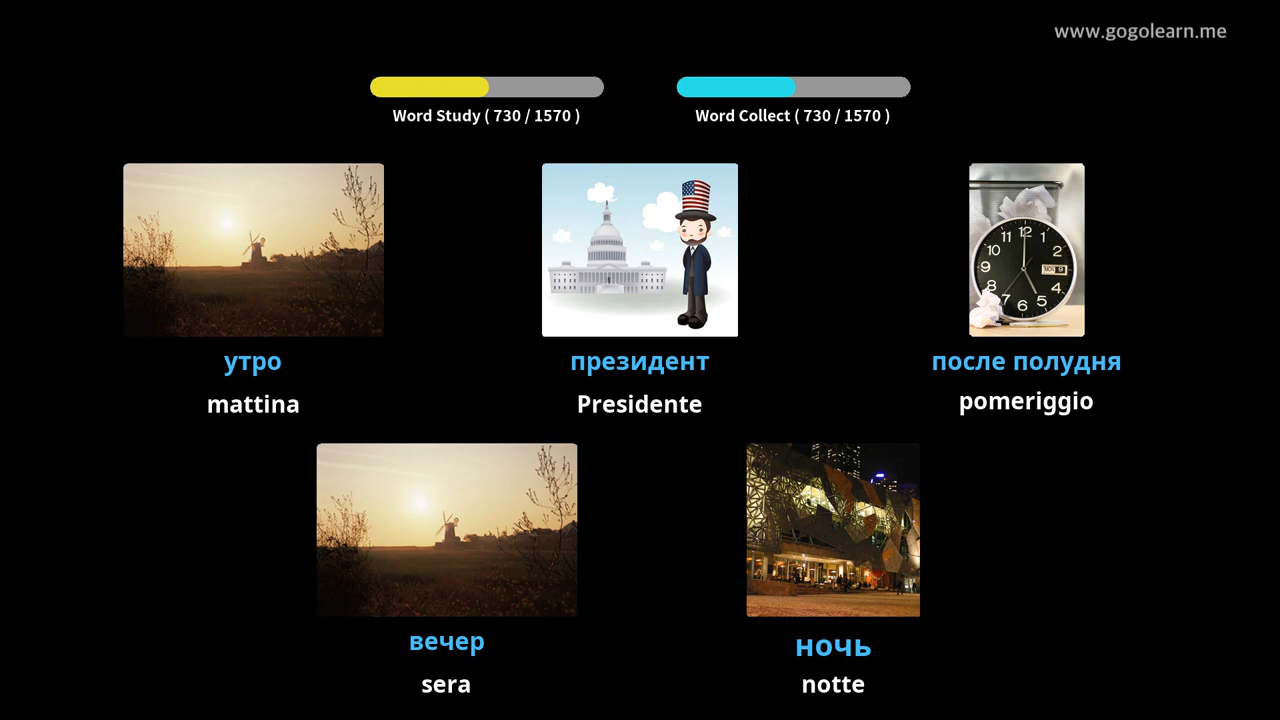 www.gogolearn.me
Word Study ( 730 / 1570 )
Word Collect ( 730 / 1570 )
утро
mattina
президент
Presidente
после полудня
pomeriggio
вечер
sera
ночь
notte